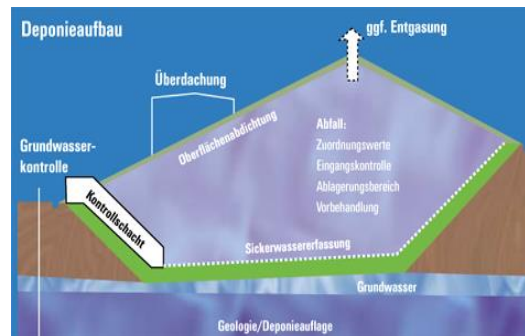 Deponieaufbau
ggf. Entgasung
Überdachung
Oberflächenabdichtung
Abfall:
Zuordnungswerte
Eingangskontrolle
Ablagerungsbereich
Vorbehandlung
Grundwasser-
kontrolle
Kontrollschacht
Sickerwassererfassung
Grundwasser
Geologie/Deponieauflage